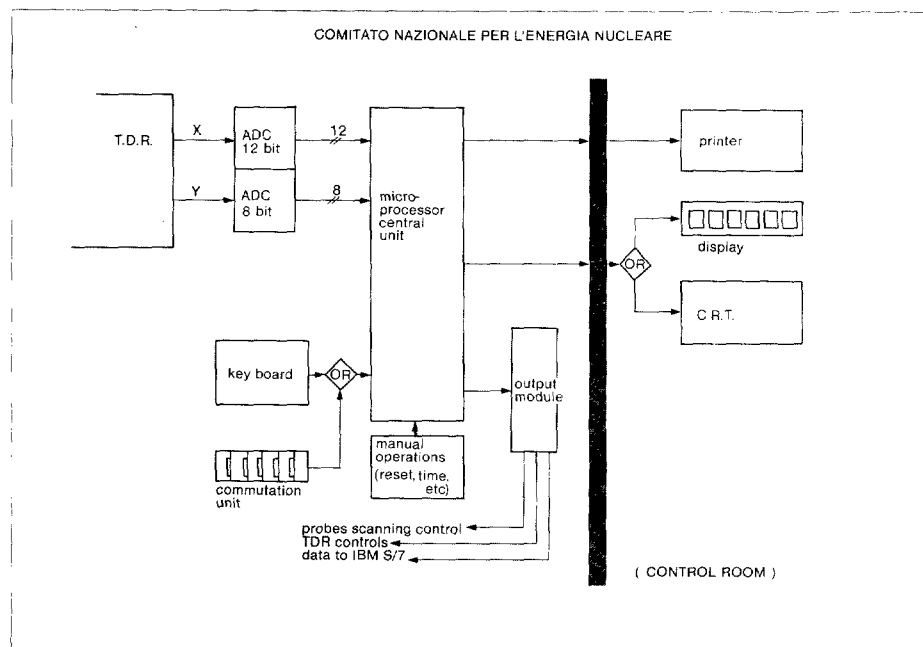 COMITATO NAZIONALE PER L'ENERGIA NUCLEARE
T.D.R.
X
ADC
12 bit
12
Y
ADC
8 bit
8
micro-
processor
central
unit
printer
display
OR
C.R.T.
key board
OR
output
module
commutation
unit
manual
operations
(reset, time,
etc)
probes scanning control
TDR controls
data to IBM S/7
( CONTROL ROOM )